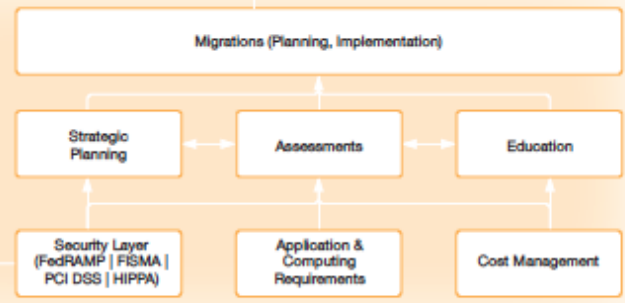 Migrations (Planning, Implementation)
Strategic
Planning
Assessments
Education
Security Layer
(FedRAMP | FISMA |
PCI DSS | HIPPA)
Application &
Computing
Requirements
Cost Management